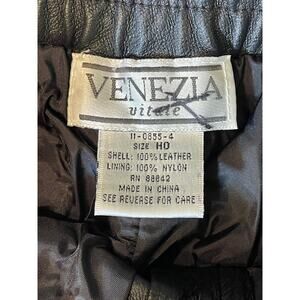 VENEZIA
vitale
11-0855-4
SIZE H0
SHELL: 100% LEATHER
LINING: 100% NYLON
RN 88842
MADE IN CHINA
SEE REVERSE FOR CARE